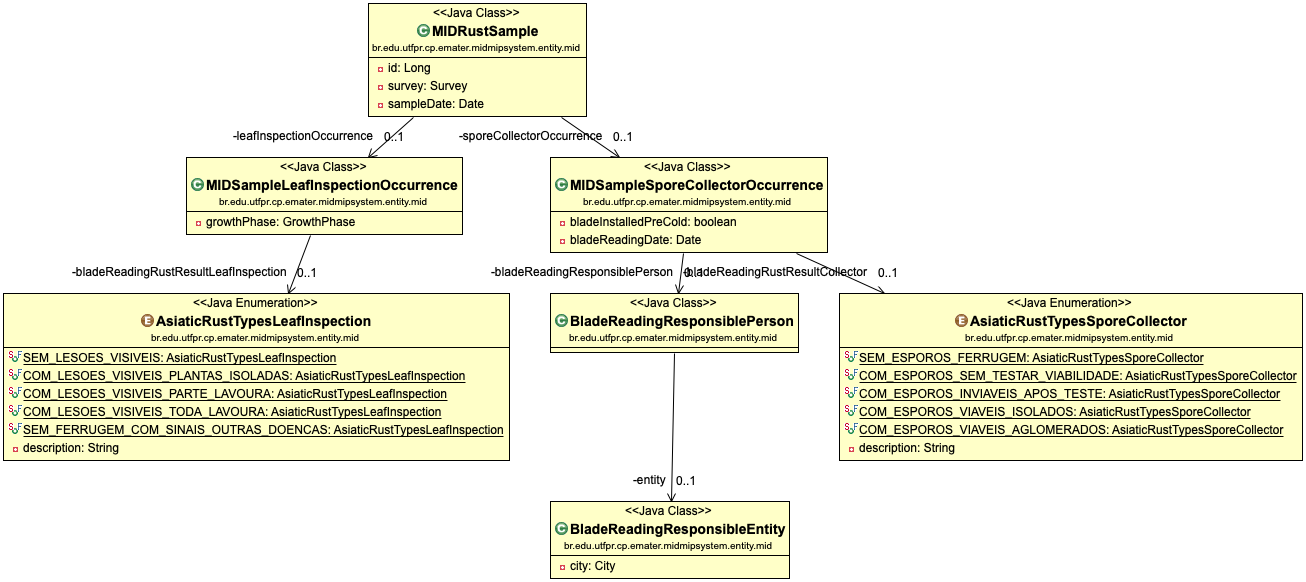 <<Java Class>>
MIDRustSample
br.edu.utfpr.cp.emater.midmipsystem.entity.mid
id: Long
survey: Survey
sampleDate: Date
-leafInspectionOccurrence 0..1
-sporeCollectorOccurrence 0..1
<<Java Class>>
MIDSampleLeafInspectionOccurrence
br.edu.utfpr.cp.emater.midmipsystem.entity.mid
growthPhase: GrowthPhase
<<Java Class>>
MIDSampleSporeCollectorOccurrence
br.edu.utfpr.cp.emater.midmipsystem.entity.mid
bladeInstalledPreCold: boolean
bladeReadingDate: Date
-bladeReadingRustResultLeafInspection 0..1
-bladeReadingResponsiblePerson 0..1
-bladeReadingRustResultCollector 0..1
<<Java Enumeration>>
AsiaticRustTypesLeafInspection
br.edu.utfpr.cp.emater.midmipsystem.entity.mid
SEM_LESOES_VISIVEIS: AsiaticRustTypesLeafInspection
COM_LESOES_VISIVEIS_PLANTAS_ISOLADAS: AsiaticRustTypesLeafInspection
COM_LESOES_VISIVEIS_PARTE_LAVOURA: AsiaticRustTypesLeafInspection
COM_LESOES_VISIVEIS_TODA_LAVOURA: AsiaticRustTypesLeafInspection
SEM_FERRUGEM_COM_SINAIS_OUTRAS_DOENCAS: AsiaticRustTypesLeafInspection
description: String
<<Java Class>>
BladeReadingResponsiblePerson
br.edu.utfpr.cp.emater.midmipsystem.entity.mid
<<Java Enumeration>>
AsiaticRustTypesSporeCollector
br.edu.utfpr.cp.emater.midmipsystem.entity.mid
SEM_ESPOROS_FERRUGEM: AsiaticRustTypesSporeCollector
COM_ESPOROS_SEM_TESTAR_VIABILIDADE: AsiaticRustTypesSporeCollector
COM_ESPOROS_INVIAVEIS_APOS_TESTE: AsiaticRustTypesSporeCollector
COM_ESPOROS_VIAVEIS_ISOLADOS: AsiaticRustTypesSporeCollector
COM_ESPOROS_VIAVEIS_AGLOMERADOS: AsiaticRustTypesSporeCollector
description: String
-entity 0..1
<<Java Class>>
BladeReadingResponsibleEntity
br.edu.utfpr.cp.emater.midmipsystem.entity.mid
city: City